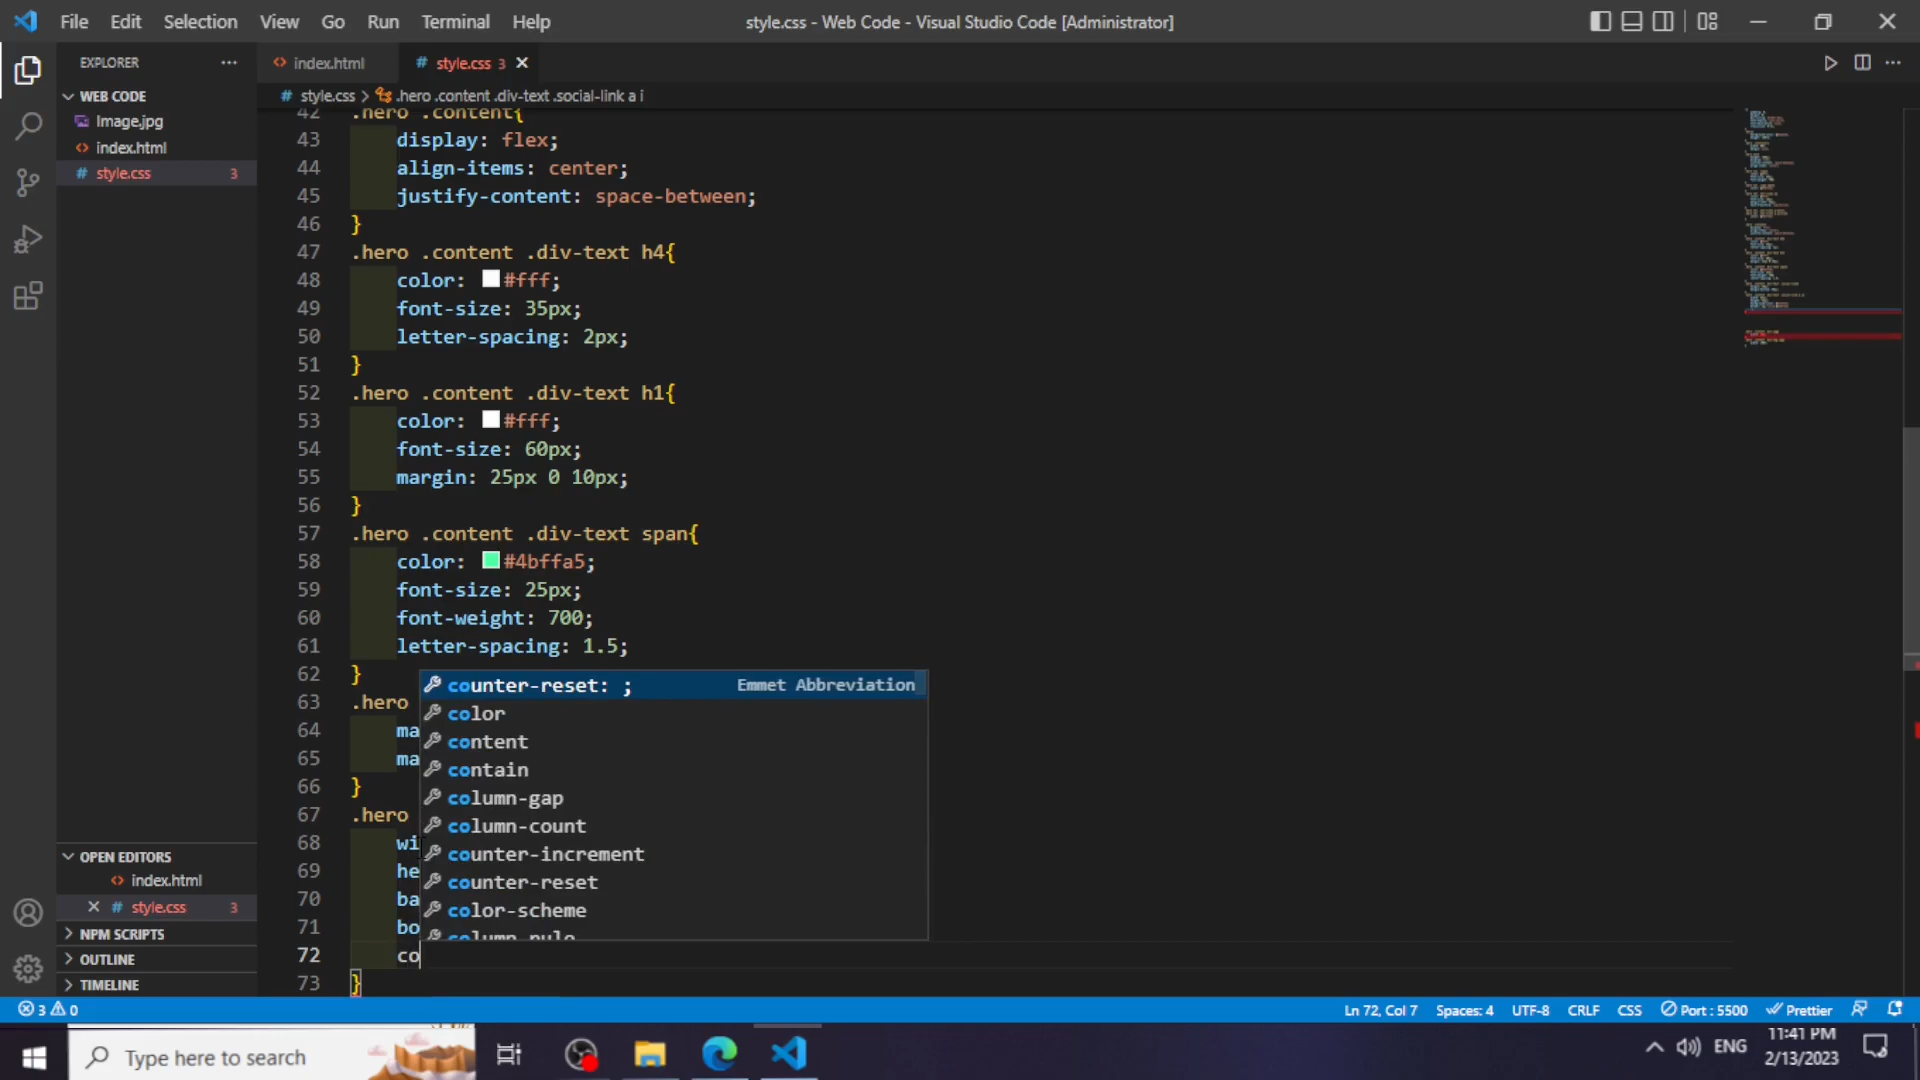 File Edit Selection View Go Run Terminal Help
style.css - Web Code - Visual Studio Code [Administrator]
EXPLORER
WEB CODE
Image.jpg
index.html
style.css 3
OPEN EDITORS
index.html
style.css 3
NPM SCRIPTS
OUTLINE
TIMELINE
index.html
style.css 3
style.css > .hero .content .div-text .social-link a i
42 .hero .content{
43 display: flex;
44 align-items: center;
45 justify-content: space-between;
46 }
47 .hero .content .div-text h4{
48 color: #fff;
49 font-size: 35px;
50 letter-spacing: 2px;
51 }
52 .hero .content .div-text h1{
53 color: #fff;
54 font-size: 60px;
55 margin: 25px 0 10px;
56 }
57 .hero .content .div-text span{
58 color: #4bffa5;
59 font-size: 25px;
60 font-weight: 700;
61 letter-spacing: 1.5;
62 }
63 .hero
64 ma
65 ma
66 }
67 .hero
68 wi
69 he
70 ba
71 bo
72 co
73 }
counter-reset: ; Emmet Abbreviation
color
content
contain
column-gap
column-count
counter-increment
counter-reset
color-scheme
column-rule
3 0
Ln 72, Col 7 Spaces: 4 UTF-8 CRLF CSS Port : 5500 Prettier
Type here to search
ENG
11:41 PM
2/13/2023